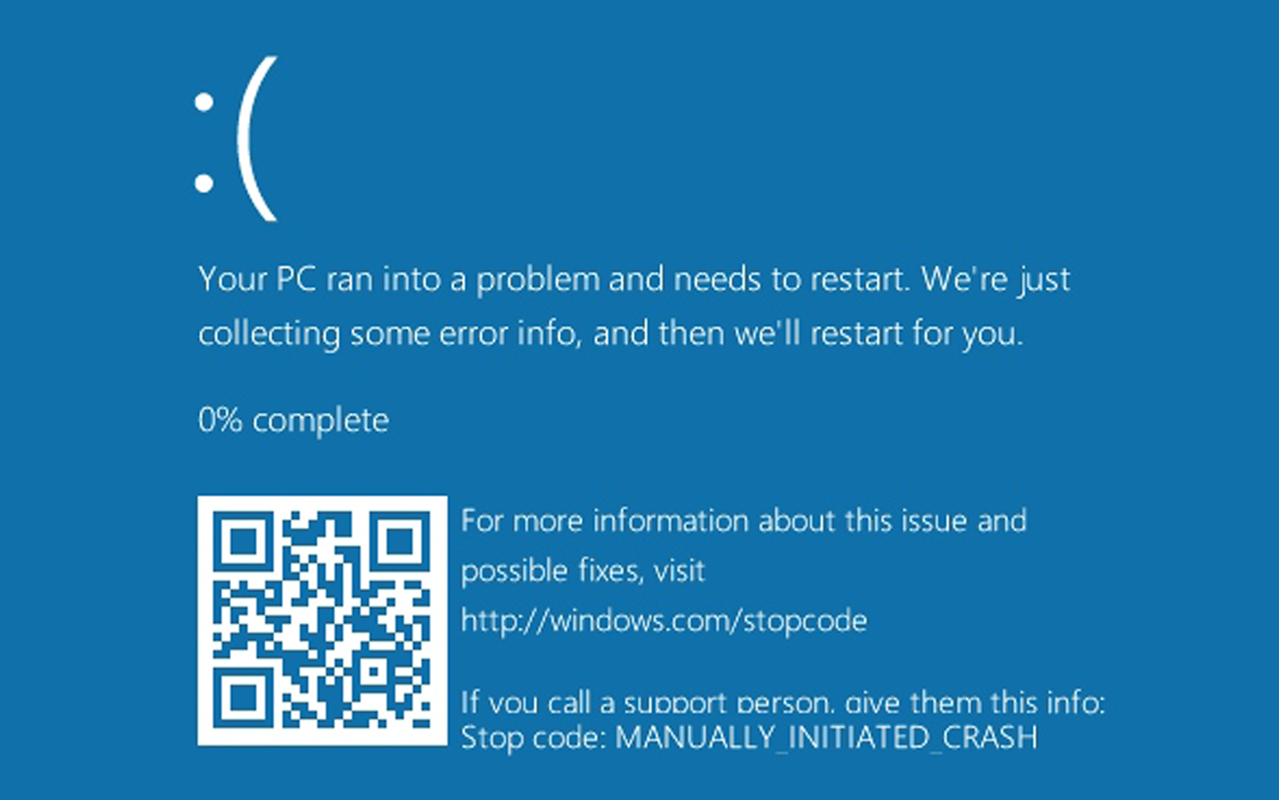 :(
Your PC ran into a problem and needs to restart. We're just
collecting some error info, and then we'll restart for you.
0% complete
For more information about this issue and
possible fixes, visit
http://windows.com/stopcode
If you call a support person, give them this info:
Stop code: MANUALLY_INITIATED_CRASH